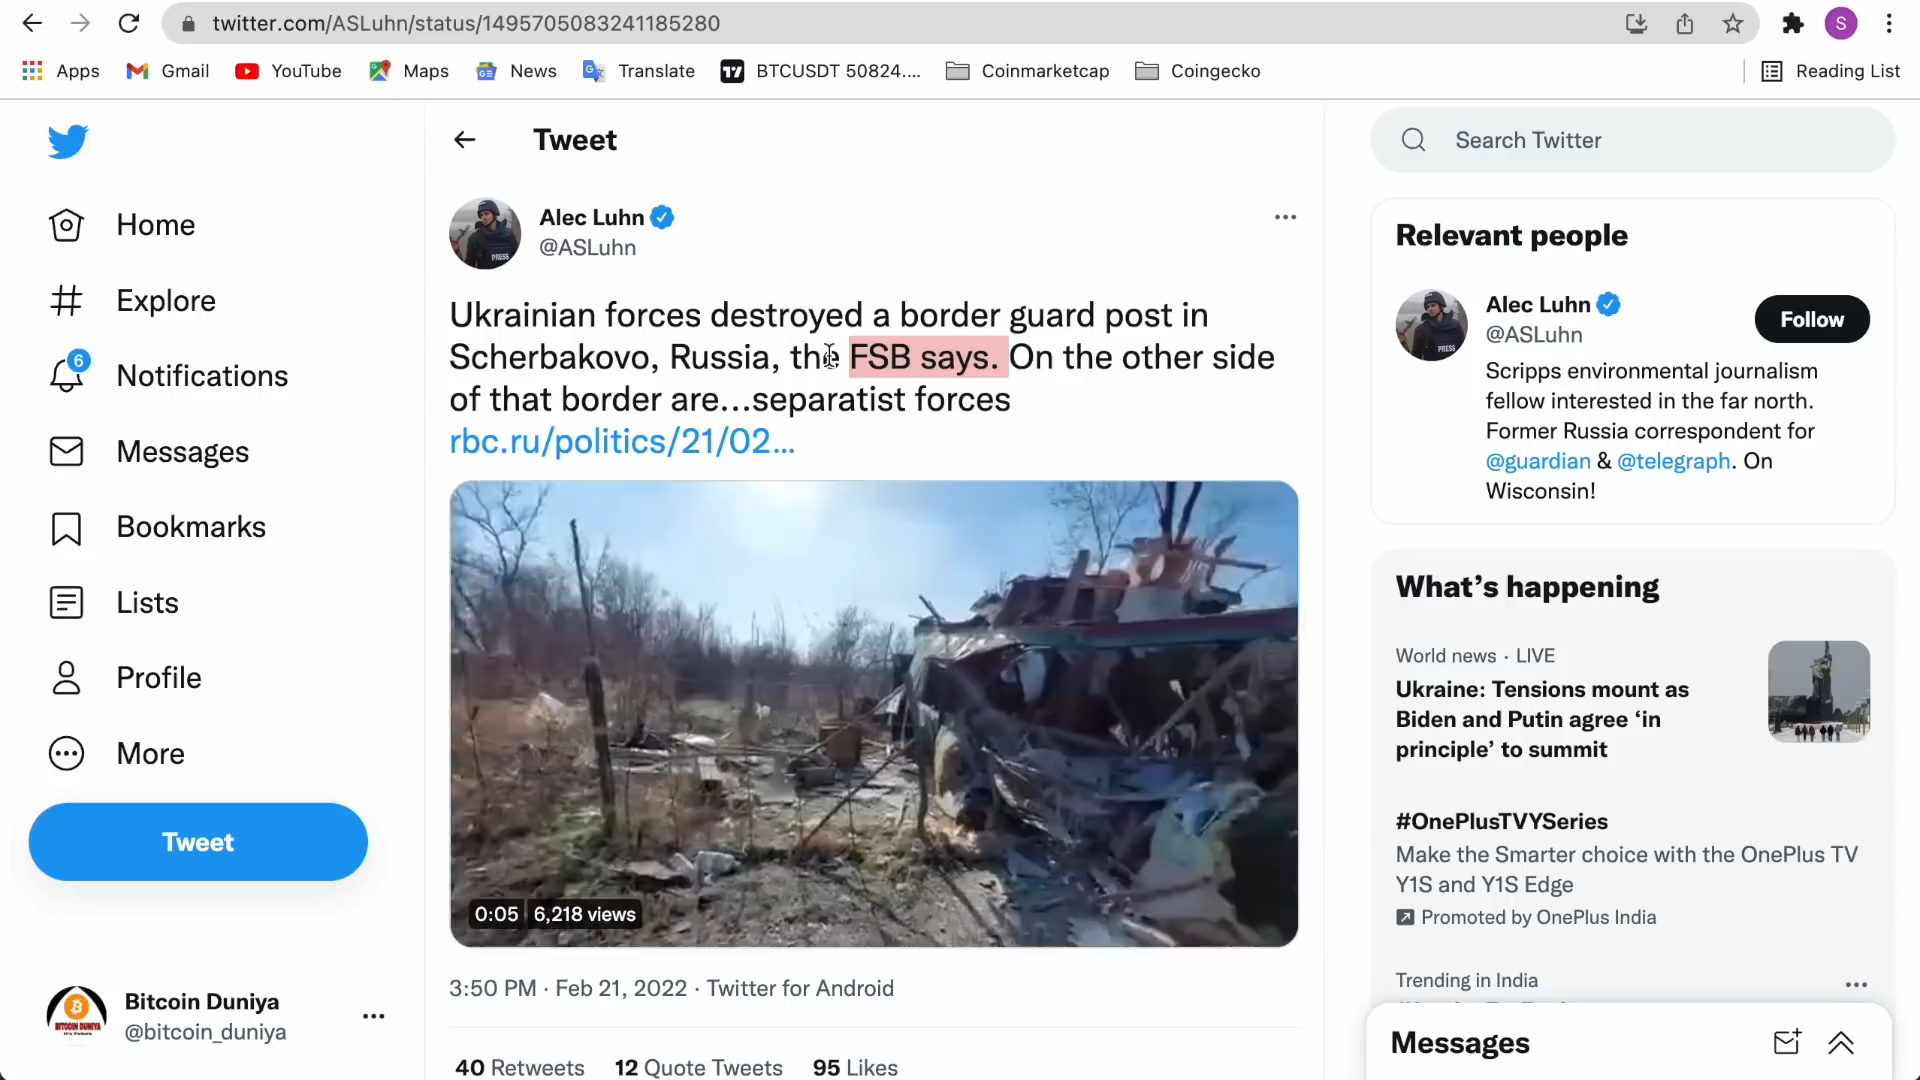 twitter.com/ASLuhn/status/1495705083241185280
S
Apps
Gmail
YouTube
Maps
News
Translate
BTCUSDT 50824....
Coinmarketcap
Coingecko
Reading List
Home
Explore
6
Notifications
Messages
Bookmarks
Lists
Profile
More
Tweet
Bitcoin Duniya
@bitcoin_duniya
Tweet
Alec Luhn
@ASLuhn
Ukrainian forces destroyed a border guard post in
Scherbakovo, Russia, the FSB says. On the other side
of that border are...separatist forces
rbc.ru/politics/21/02...
0:05 6,218 views
3:50 PM · Feb 21, 2022 · Twitter for Android
40 Retweets 12 Quote Tweets 95 Likes
Search Twitter
Relevant people
Alec Luhn
@ASLuhn
Follow
Scripps environmental journalism
fellow interested in the far north.
Former Russia correspondent for
@guardian & @telegraph. On
Wisconsin!
What's happening
World news · LIVE
Ukraine: Tensions mount as
Biden and Putin agree 'in
principle' to summit
#OnePlusTVYSeries
Make the Smarter choice with the OnePlus TV
Y1S and Y1S Edge
Promoted by OnePlus India
Trending in India
Messages